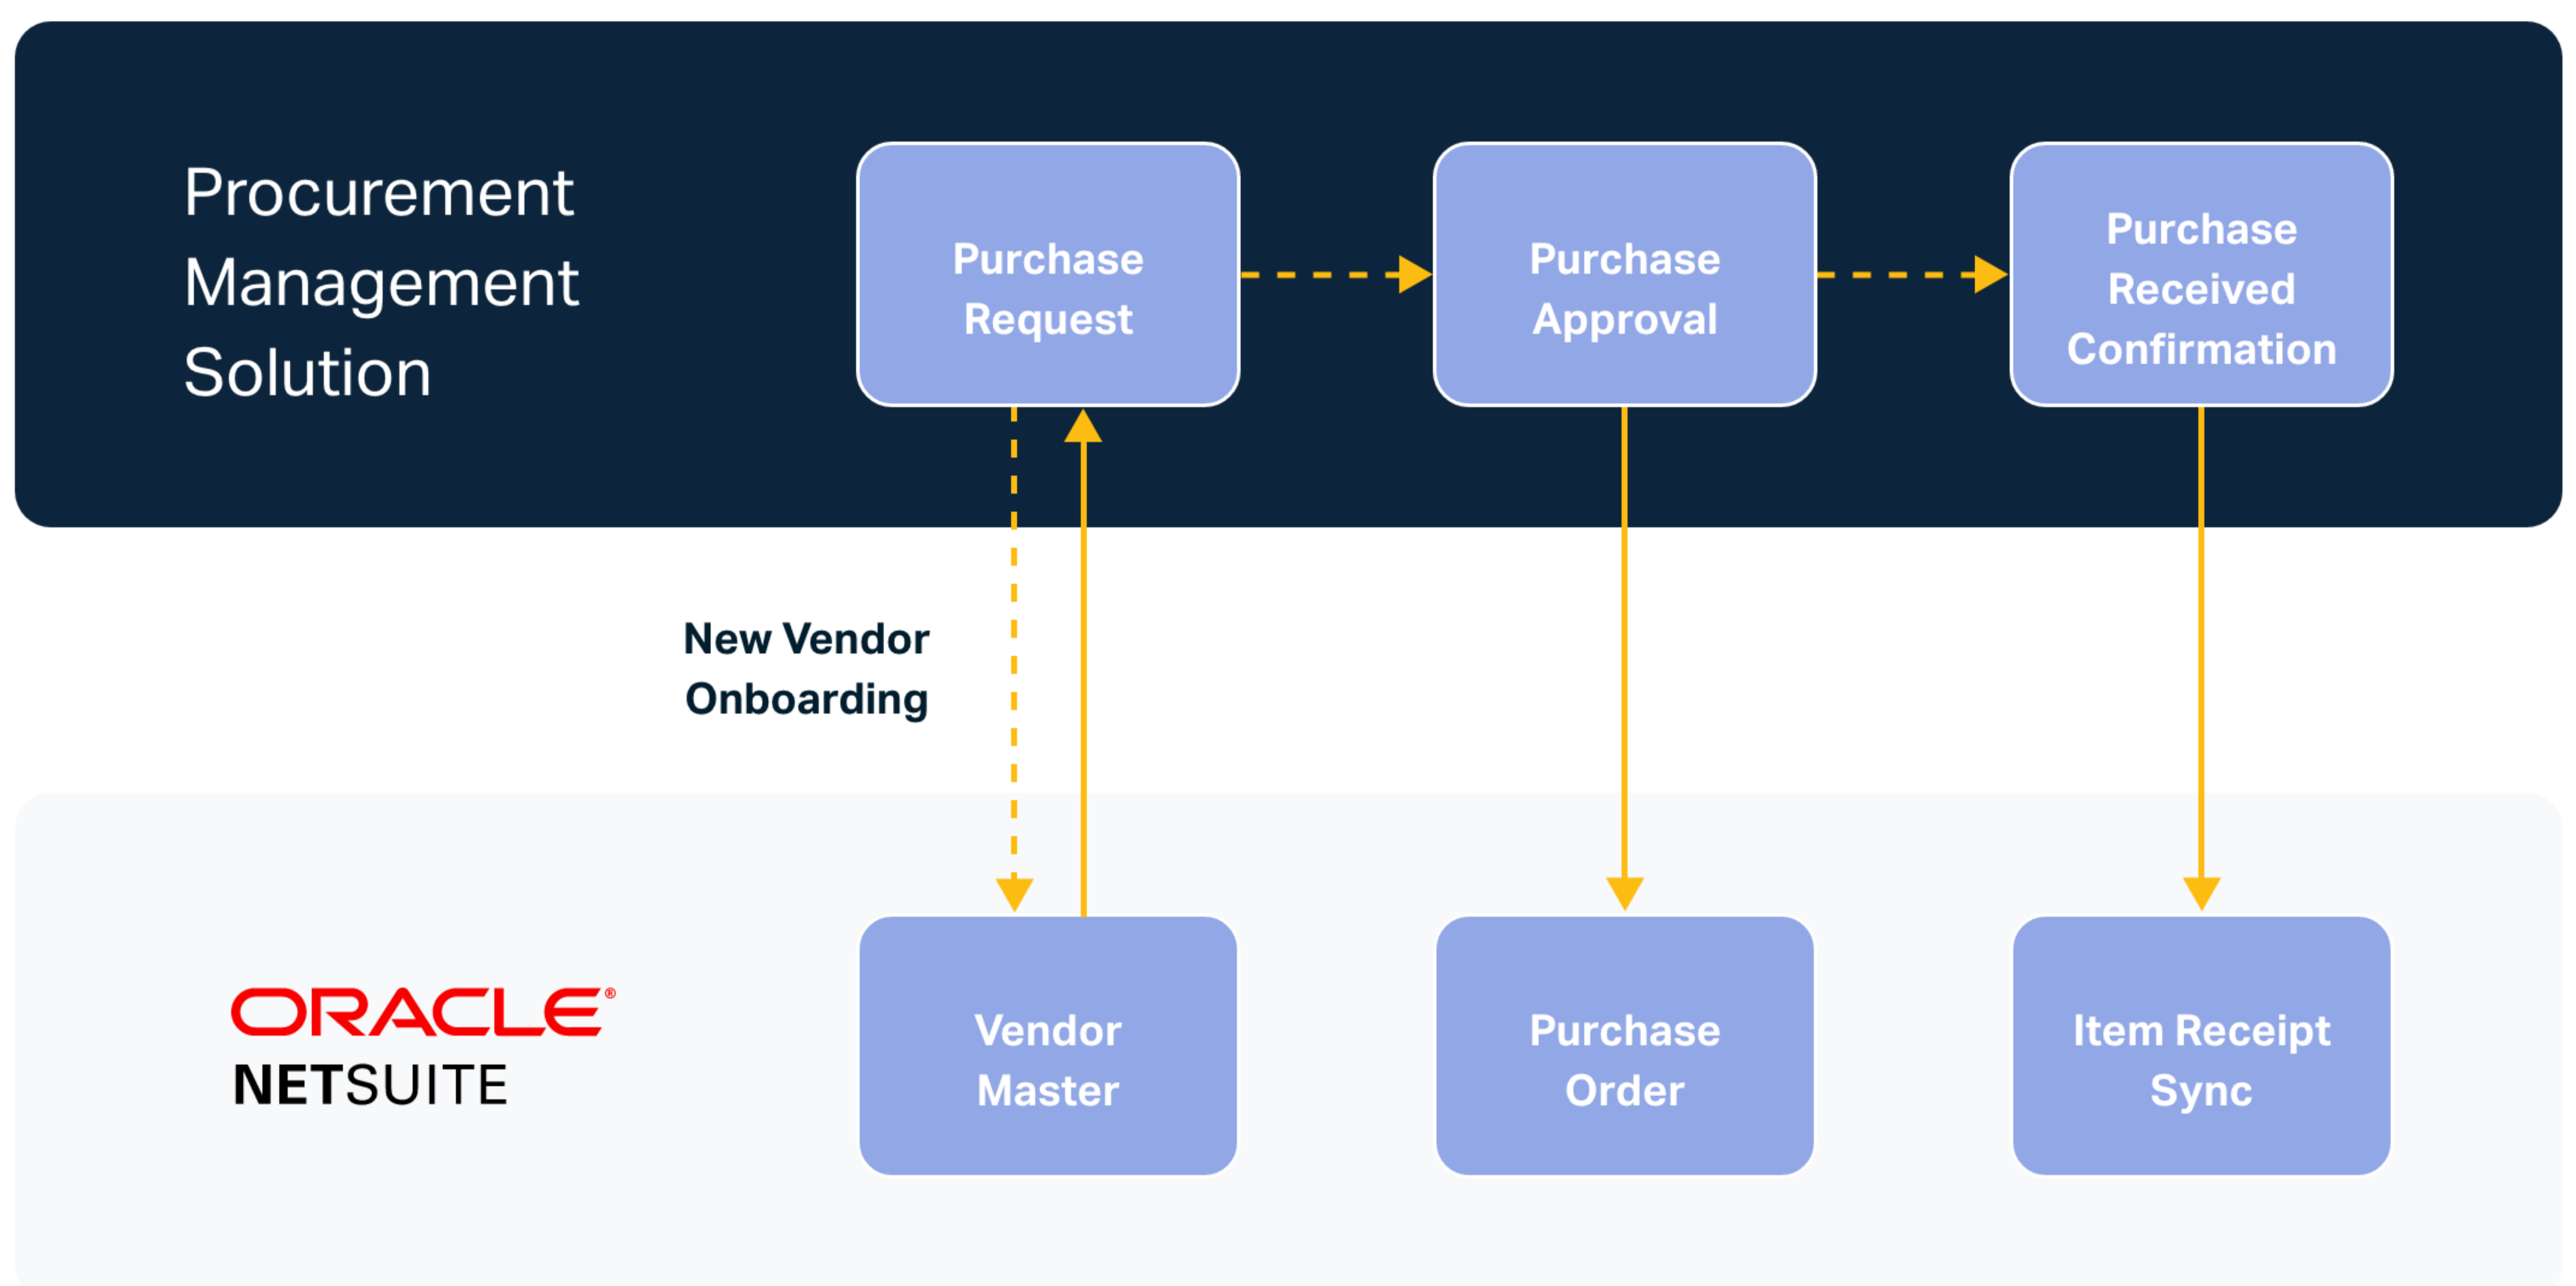 Procurement
Management
Solution
Purchase
Request
Purchase
Approval
Purchase
Received
Confirmation
New Vendor
Onboarding
ORACLE®
NETSUITE
Vendor
Master
Purchase
Order
Item Receipt
Sync